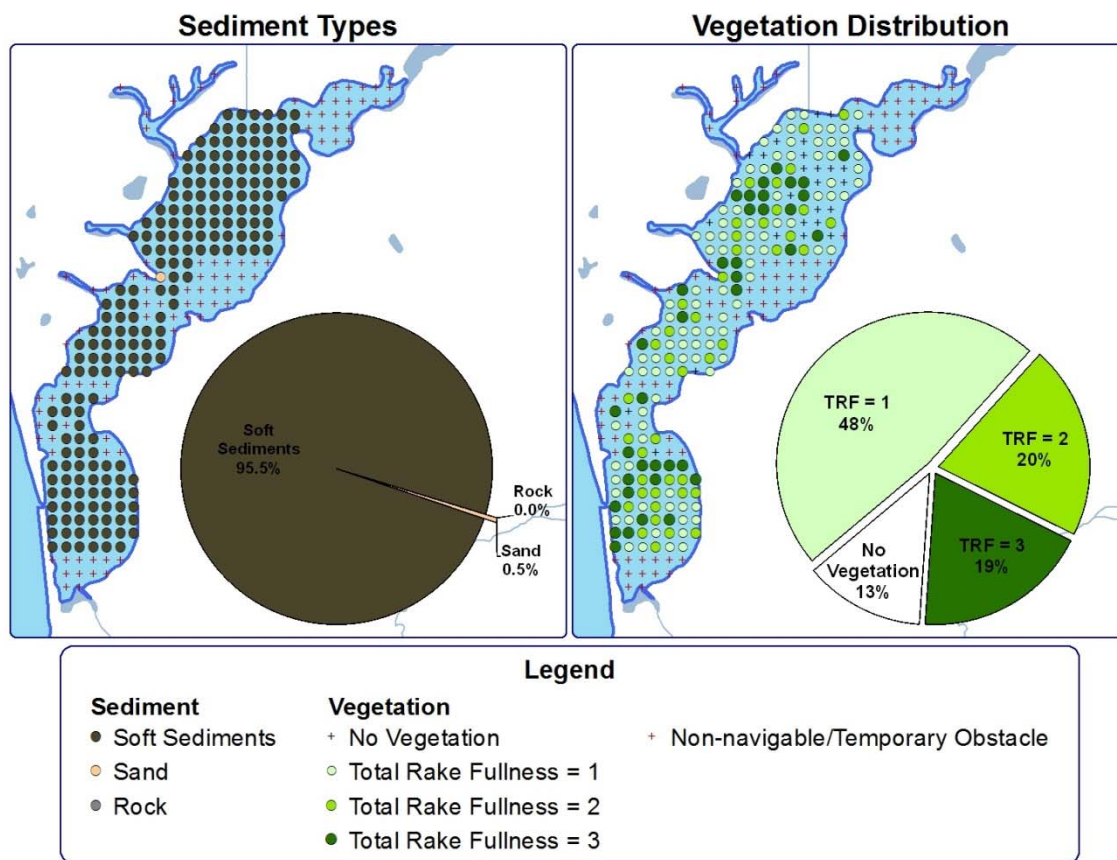 Sediment Types
Soft
Sediments
95.5%
Rock
0.0%
Sand
0.5%
Vegetation Distribution
TRF = 1
48%
TRF = 2
20%
TRF = 3
19%
No
Vegetation
13%
Legend
Sediment
Soft Sediments
Sand
Rock
Vegetation
No Vegetation
Total Rake Fullness = 1
Total Rake Fullness = 2
Total Rake Fullness = 3
Non-navigable/Temporary Obstacle